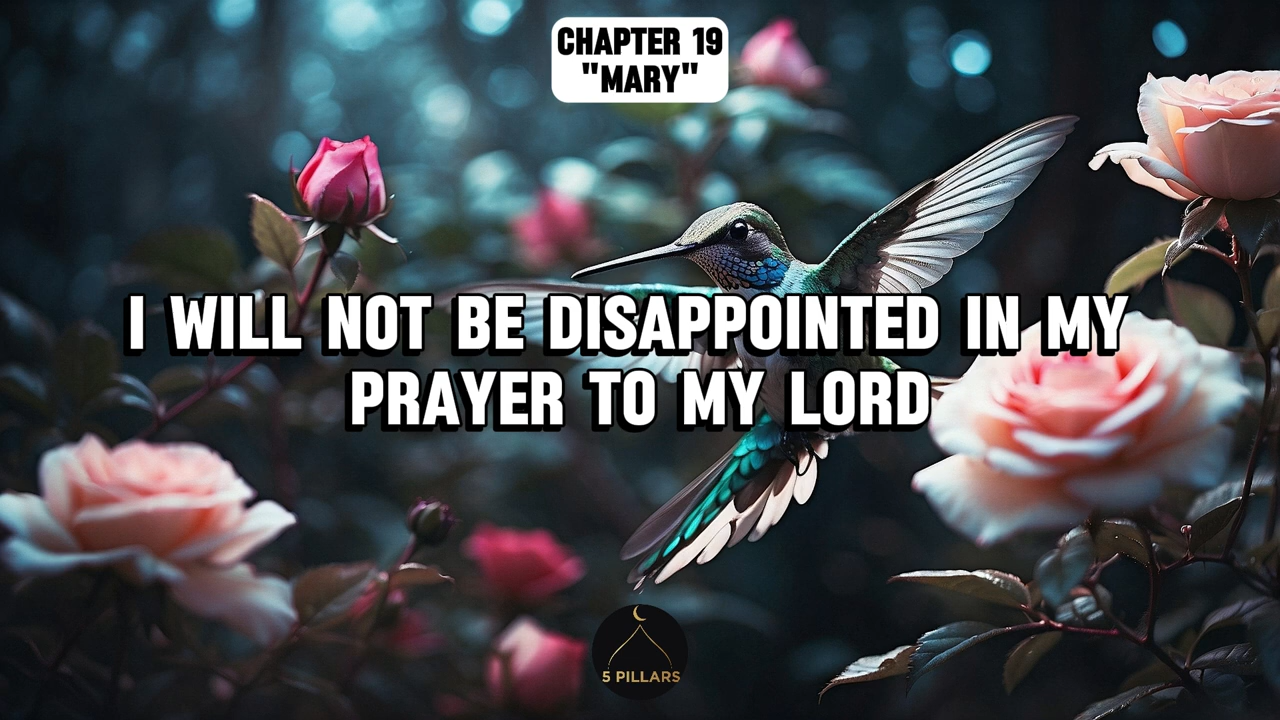 CHAPTER 19
"MARY"
I WILL NOT BE DISAPPOINTED IN MY
PRAYER TO MY LORD
5 PILLARS